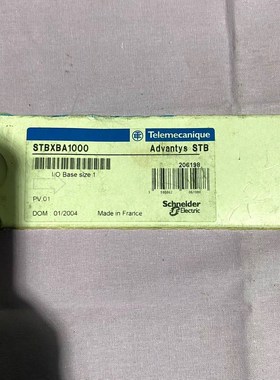 Telemecanique
STBXBA1000 Advantys STB
I/O Base size 1
206199
PV:01
DOM : 01/2004 Made in France
Schneider
Electric